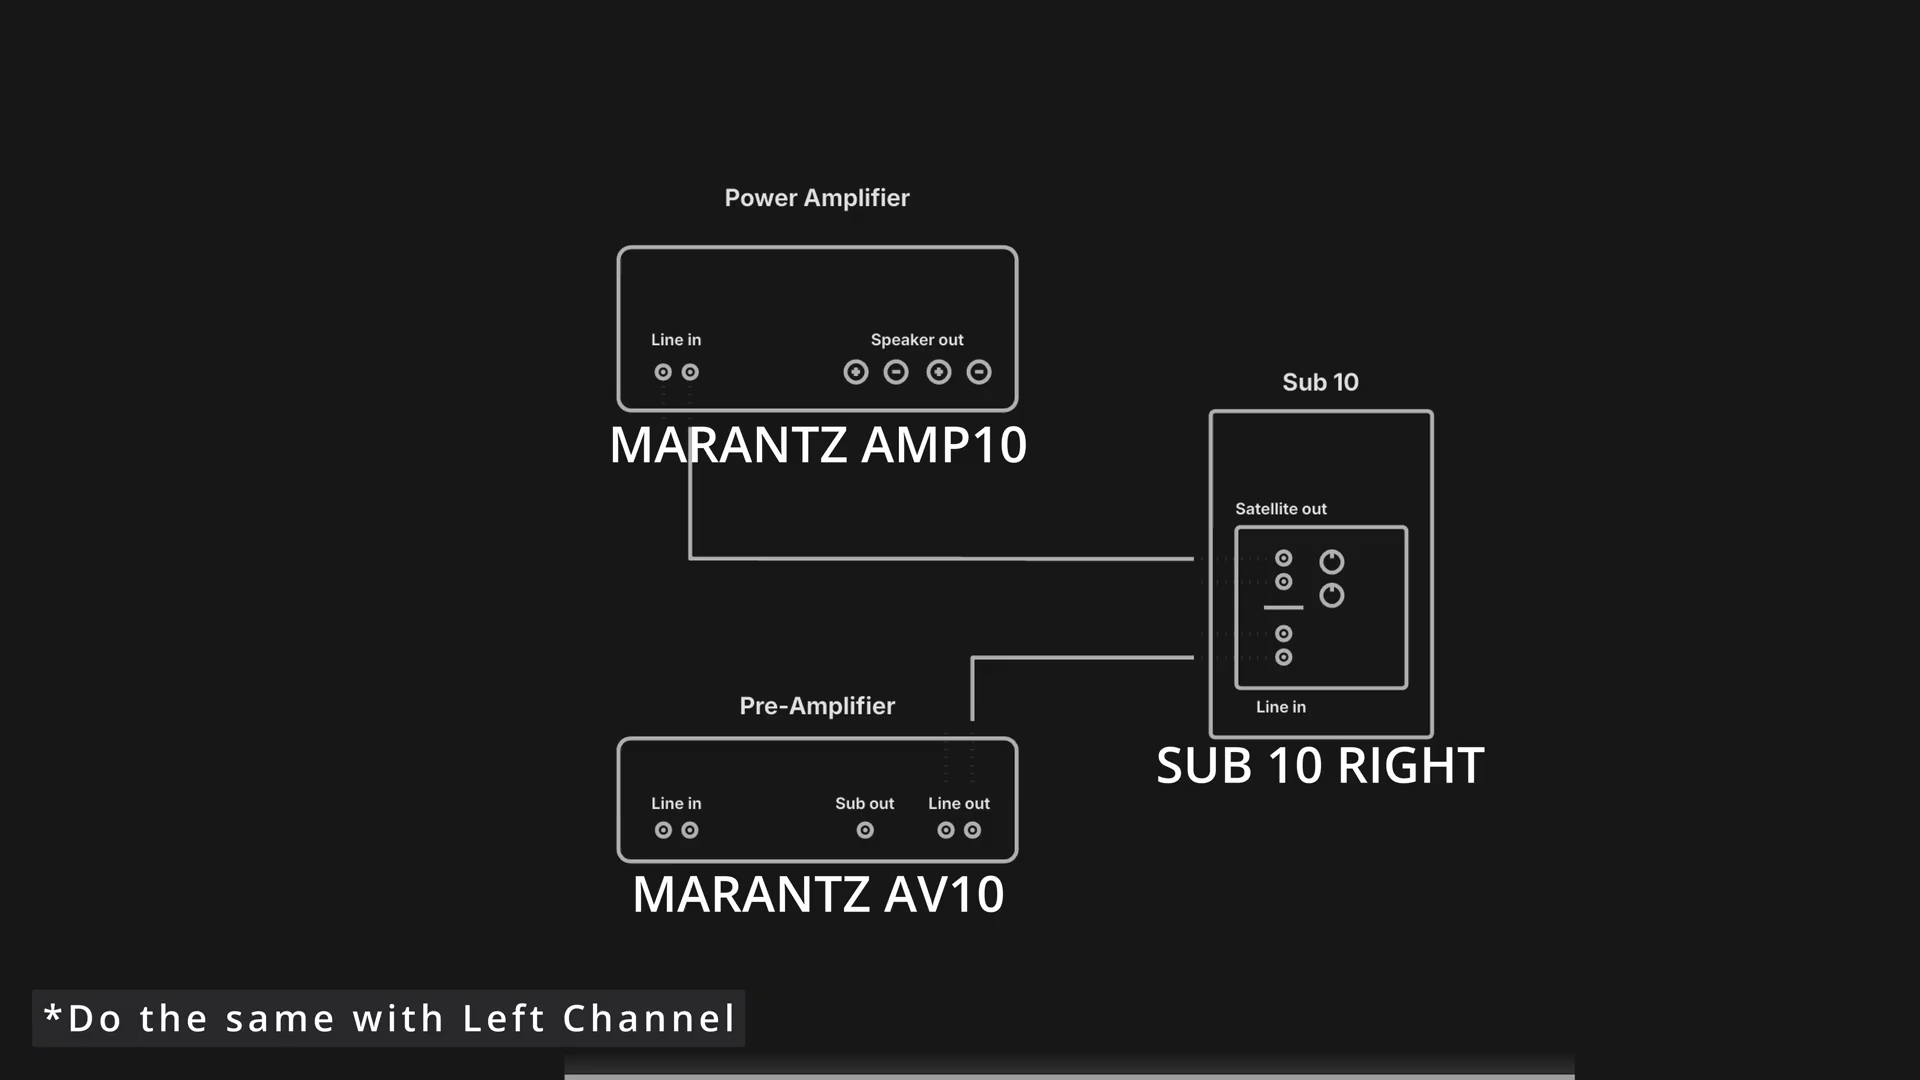 Power Amplifier
Line in
Speaker out
MARANTZ AMP10
Sub 10
Satellite out
Line in
SUB 10 RIGHT
Pre-Amplifier
Line in
Sub out
Line out
MARANTZ AV10
*Do the same with Left Channel